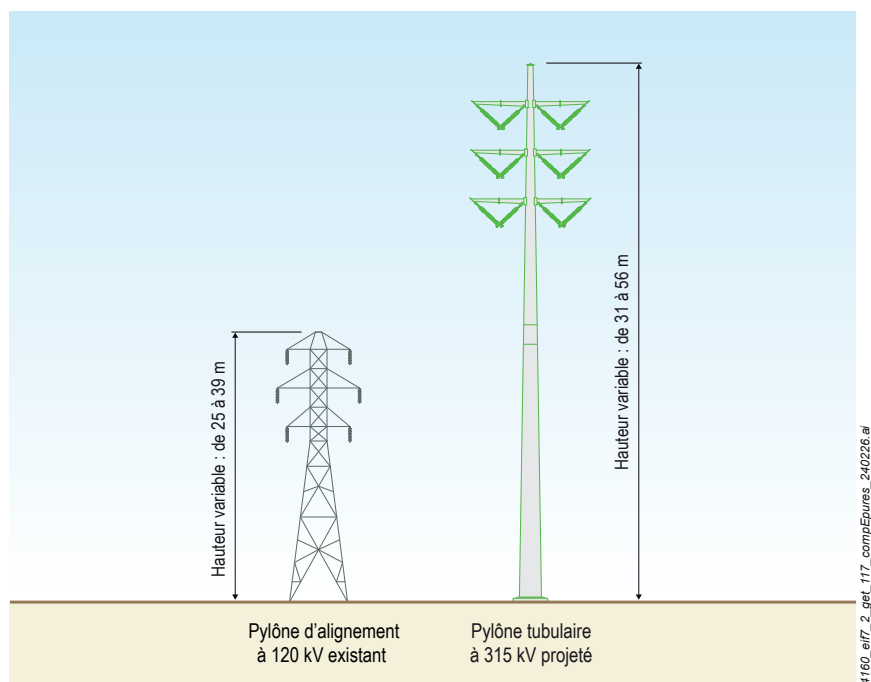 Hauteur variable : de 25 à 39 m
Hauteur variable : de 31 à 56 m
Pylône d'alignement
à 120 kV existant
Pylône tubulaire
à 315 kV projeté
4160_eif7_2_get_117_compEpures_240226.ai